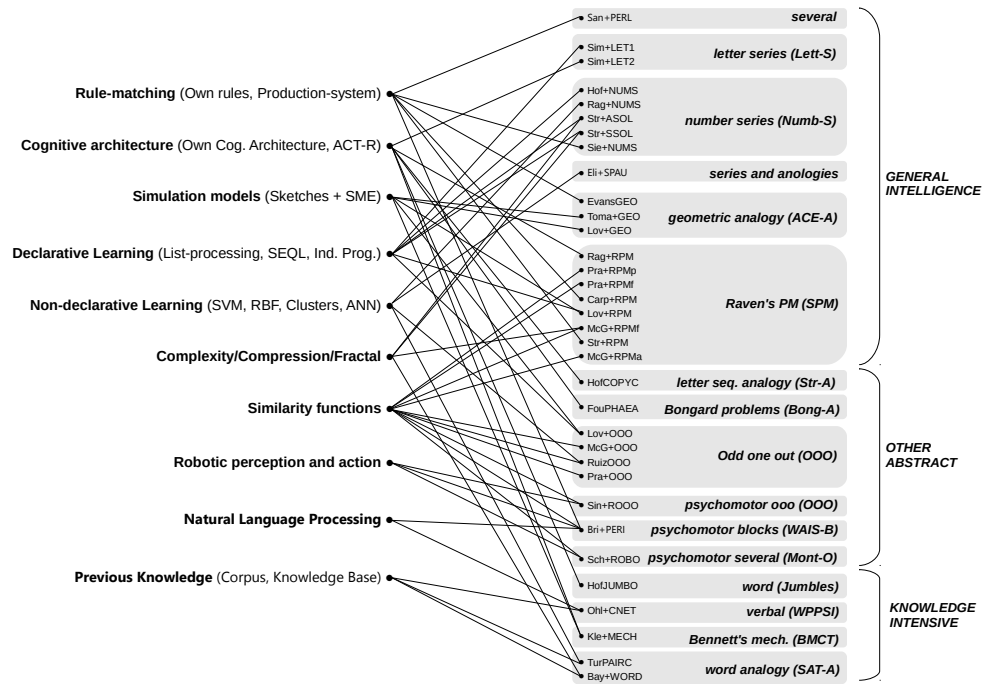 Rule-matching (Own rules, Production-system)
Cognitive architecture (Own Cog. Architecture, ACT-R)
Simulation models (Sketches + SME)
Declarative Learning (List-processing, SEQL, Ind. Prog.)
Non-declarative Learning (SVM, RBF, Clusters, ANN)
Complexity/Compression/Fractal
Similarity functions
Robotic perception and action
Natural Language Processing
Previous Knowledge (Corpus, Knowledge Base)
San+PERL
several
Sim+LET1
Sim+LET2
letter series (Lett-S)
Hof+NUMS
Rag+NUMS
Str+ASOL
Str+SSOL
Sie+NUMS
number series (Numb-S)
Eli+SPAU
series and anologies
EvansGEO
Toma+GEO
Lov+GEO
geometric analogy (ACE-A)
Rag+RPM
Pra+RPMp
Pra+RPMf
Carp+RPM
Lov+RPM
McG+RPMf
Str+RPM
McG+RPMa
Raven's PM (SPM)
HofCOPYC
letter seq. analogy (Str-A)
FouPHAEA
Bongard problems (Bong-A)
Lov+OOO
McG+OOO
RuizOOO
Pra+OOO
Odd one out (OOO)
Sin+ROOO
psychomotor ooo (OOO)
Bri+PERI
psychomotor blocks (WAIS-B)
Sch+ROBO
psychomotor several (Mont-O)
HofJUMBO
word (Jumbles)
Ohl+CNET
verbal (WPPSI)
Kle+MECH
Bennett's mech. (BMCT)
TurPAIRC
Bay+WORD
word analogy (SAT-A)
GENERAL
INTELLIGENCE
OTHER
ABSTRACT
KNOWLEDGE
INTENSIVE